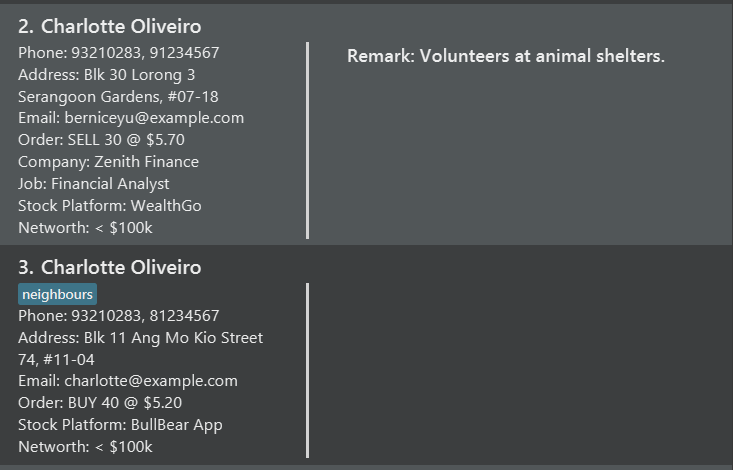 2. Charlotte Oliveiro
Phone: 93210283, 91234567
Address: Blk 30 Lorong 3
Serangoon Gardens, #07-18
Email: berniceyu@example.com
Order: SELL 30 @ $5.70
Company: Zenith Finance
Job: Financial Analyst
Stock Platform: WealthGo
Networth: < $100k
Remark: Volunteers at animal shelters.
3. Charlotte Oliveiro
neighbours
Phone: 93210283, 81234567
Address: Blk 11 Ang Mo Kio Street
74, #11-04
Email: charlotte@example.com
Order: BUY 40 @ $5.20
Stock Platform: BullBear App
Networth: < $100k